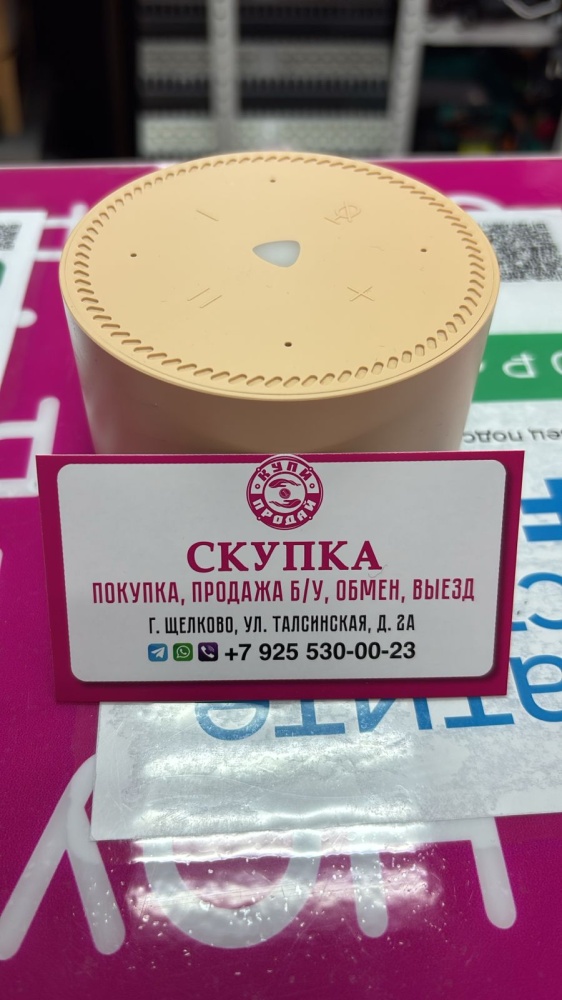 КУПИ
ПРОДАЙ
СКУПКА
ПОКУПКА, ПРОДАЖА Б/У, ОБМЕН, ВЫЕЗД
Г. ЩЕЛКОВО, УЛ. ТАЛСИНСКАЯ, Д. 2А
+7 925 530-00-23